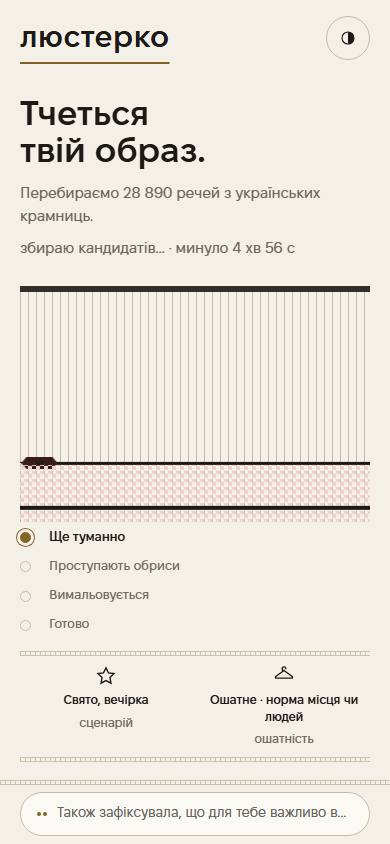 люстерко
Тчеться
твій образ.
Перебираємо 28 890 речей з українських
крамниць.
збираю кандидатів… · минуло 4 хв 56 с
Ще туманно
Проступають обриси
Вимальовується
Готово
Свято, вечірка
сценарій
Ошатне · норма місця чи
людей
ошатність
Також зафіксувала, що для тебе важливо в…